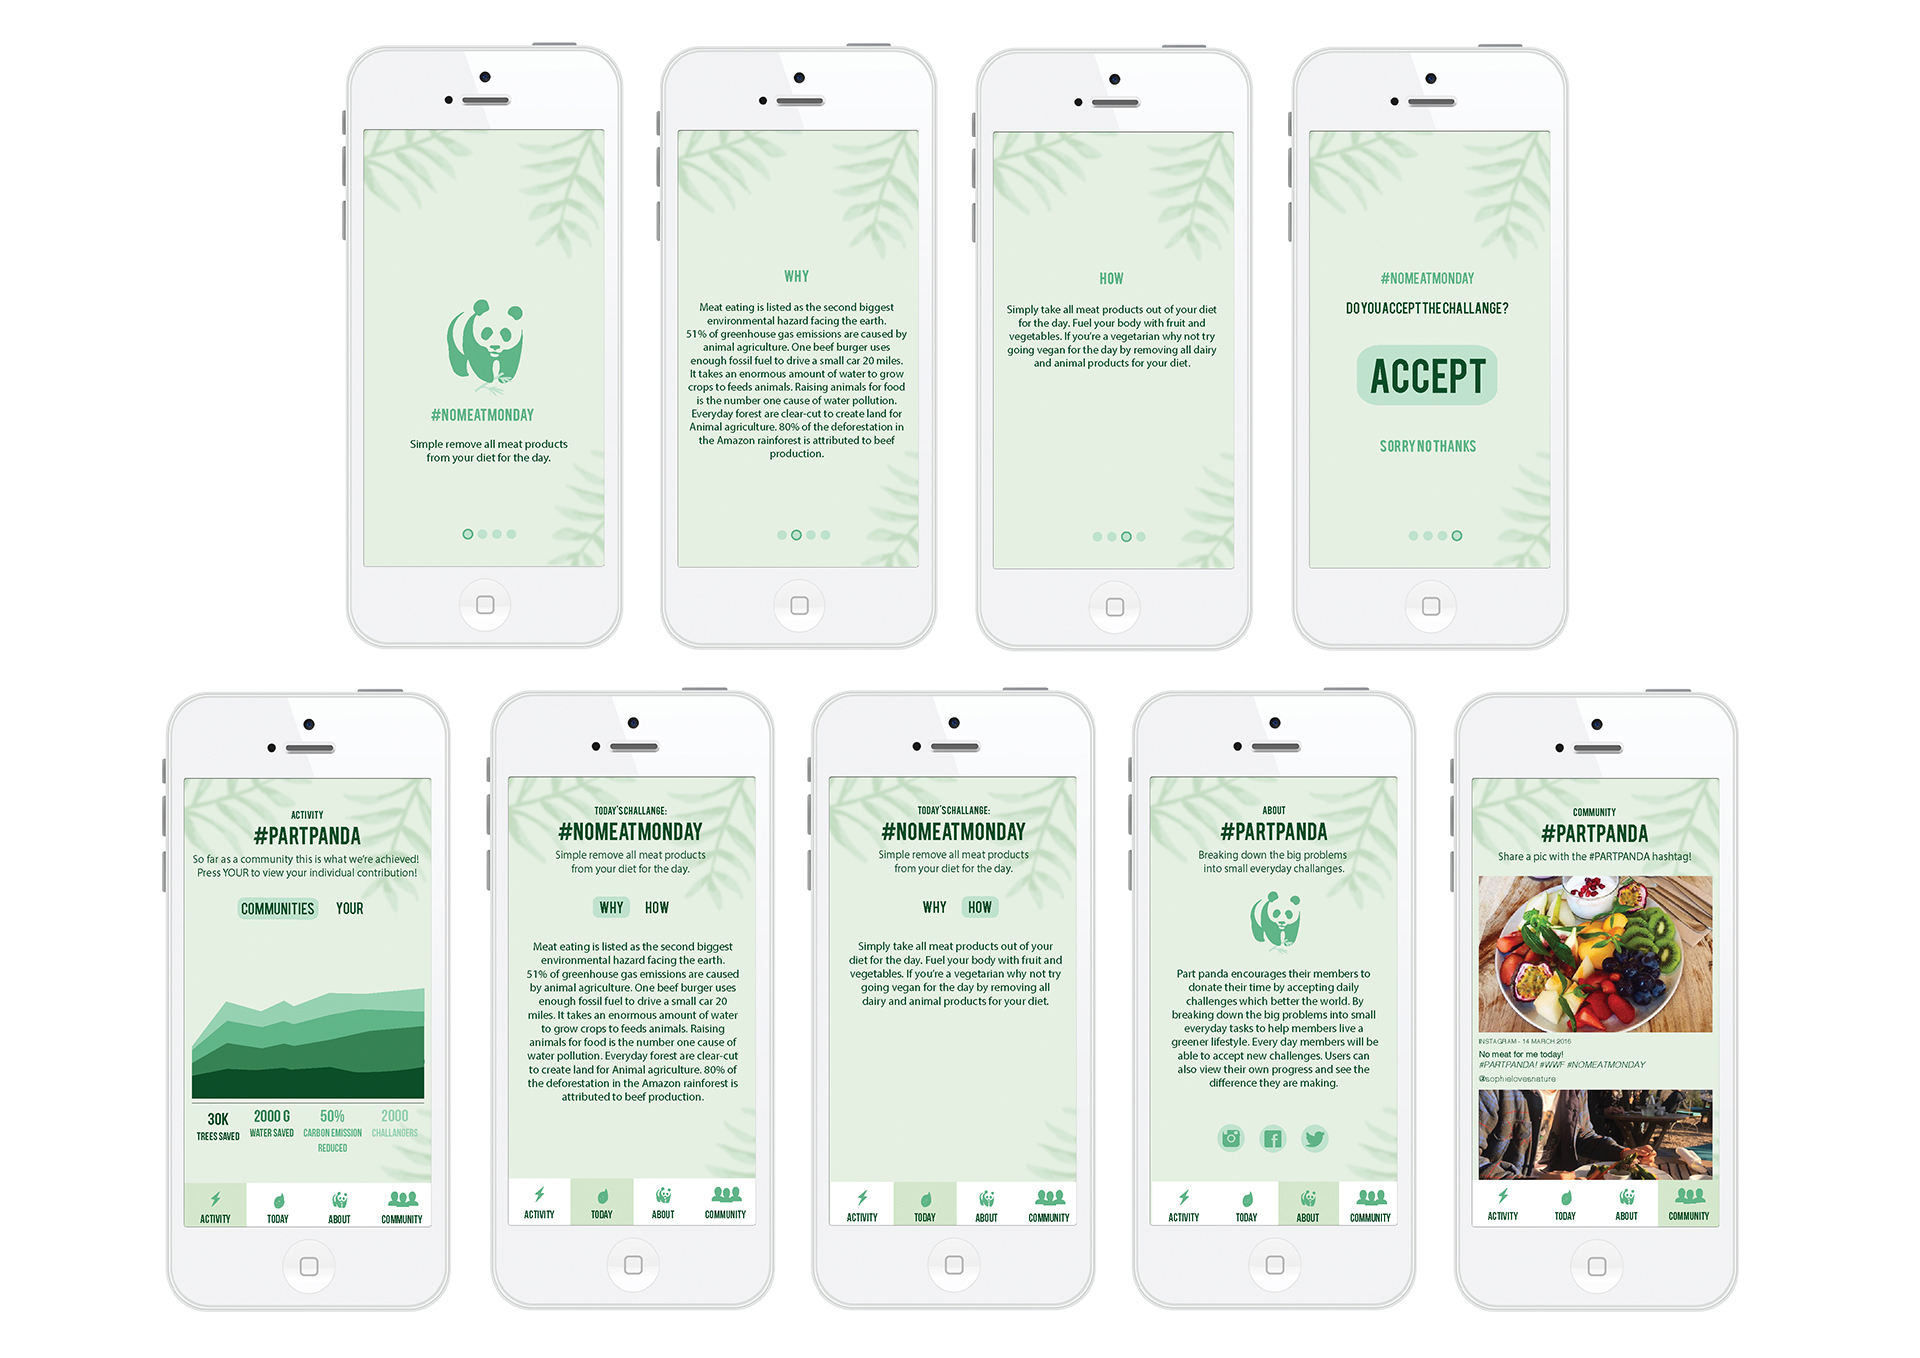 #NOMEATMONDAY
Simple remove all meat products
from your diet for the day.
WHY
Meat eating is listed as the second biggest
environmental hazard facing the earth.
51% of greenhouse gas emissions are caused by
animal agriculture. One beef burger uses
enough fossil fuel to drive a small car 20 miles.
It takes an enormous amount of water to grow
crops to feeds animals. Raising animals for food
is the number one cause of water pollution.
Everyday forest are clear-cut to create land for
Animal agriculture. 80% of the deforestation in
the Amazon rainforest is attributed to beef
production.
HOW
Simply take all meat products out of your diet
for the day. Fuel your body with fruit and
vegetables. If you're a vegetarian why not try
going vegan for the day by removing all dairy
and animal products for your diet.
#NOMEATMONDAY
DO YOU ACCEPT THE CHALLANGE?
ACCEPT
SORRY NO THANKS
ACTIVITY
#PARTPANDA
So far as a community this is what we're achieved!
Press YOUR to view your individual contribution!
COMMUNITIES YOUR
30K 2000 G 50% 2000
TREES SAVED WATER SAVED CARBON EMISSION CHALLANGERS
REDUCED
ACTIVITY TODAY ABOUT COMMUNITY
TODAY'S CHALLANGE:
#NOMEATMONDAY
Simple remove all meat products
from your diet for the day.
WHY HOW
Meat eating is listed as the second biggest
environmental hazard facing the earth.
51% of greenhouse gas emissions are caused
by animal agriculture. One beef burger uses
enough fossil fuel to drive a small car 20
miles. It takes an enormous amount of water
to grow crops to feeds animals. Raising
animals for food is the number one cause of
water pollution. Everyday forest are clear-cut
to create land for Animal agriculture. 80% of
the deforestation in the Amazon rainforest is
attributed to beef production.
ACTIVITY TODAY ABOUT COMMUNITY
TODAY'S CHALLANGE:
#NOMEATMONDAY
Simple remove all meat products
from your diet for the day.
WHY HOW
Simply take all meat products out of your
diet for the day. Fuel your body with fruit and
vegetables. If you're a vegetarian why not try
going vegan for the day by removing all
dairy and animal products for your diet.
ACTIVITY TODAY ABOUT COMMUNITY
ABOUT
#PARTPANDA
Breaking down the big problems
into small everyday challanges.
Part panda encourages their members to
donate their time by accepting daily
challenges which better the world. By
breaking down the big problems into small
everyday tasks to help members live a
greener lifestyle. Every day members will be
able to accept new challenges. Users can
also view their own progress and see the
difference they are making.
ACTIVITY TODAY ABOUT COMMUNITY
COMMUNITY
#PARTPANDA
Share a pic with the #PARTPANDA hashtag!
INSTAGRAM - 14 MARCH 2016
No meat for me today!
#PARTPANDA! #WWF #NOMEATMONDAY
@sophielovesnature
ACTIVITY TODAY ABOUT COMMUNITY